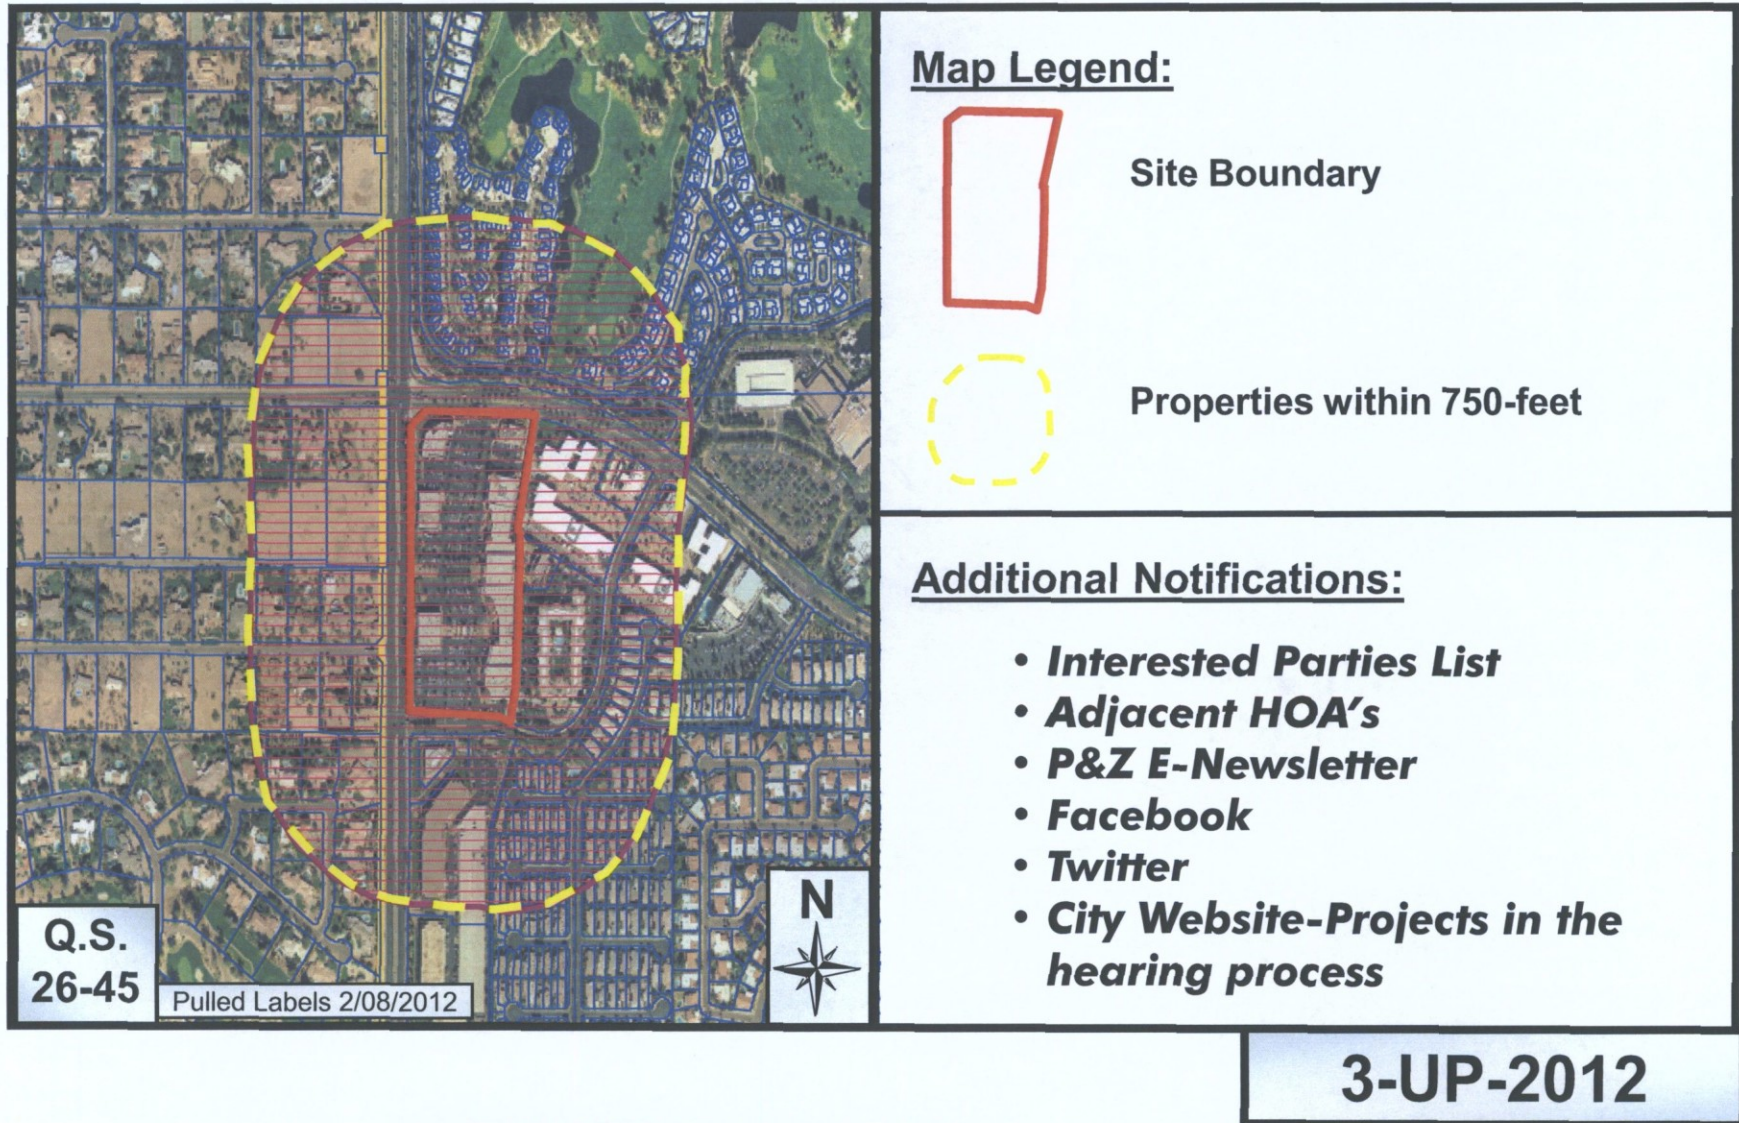 Map Legend:
Site Boundary
Properties within 750-feet
Additional Notifications:
• Interested Parties List
• Adjacent HOA's
• P&Z E-Newsletter
• Facebook
• Twitter
• City Website-Projects in the
hearing process
Q.S.
26-45
Pulled Labels 2/08/2012
N
3-UP-2012